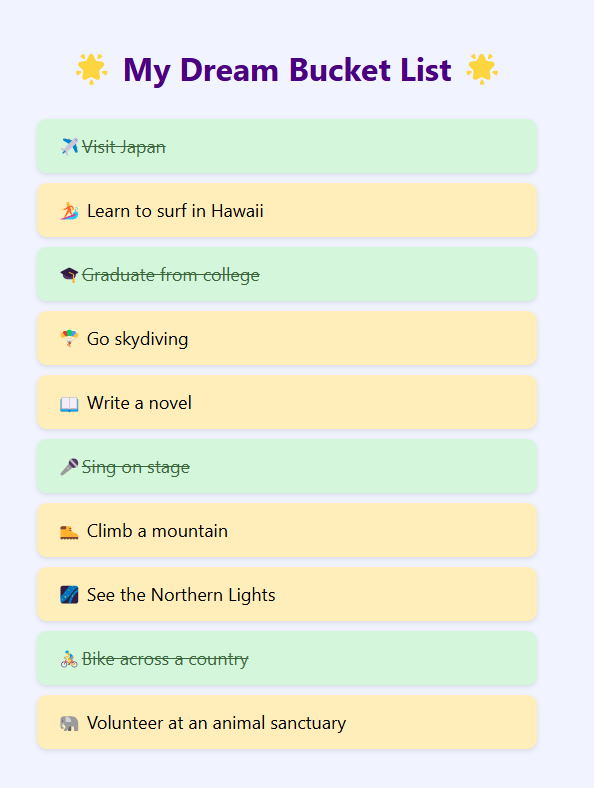 🌟 My Dream Bucket List 🌟
✈️ Visit Japan
🏄 Learn to surf in Hawaii
🎓 Graduate from college
🪂 Go skydiving
📖 Write a novel
🎤 Sing on stage
🥾 Climb a mountain
🌌 See the Northern Lights
🚴 Bike across a country
🐘 Volunteer at an animal sanctuary